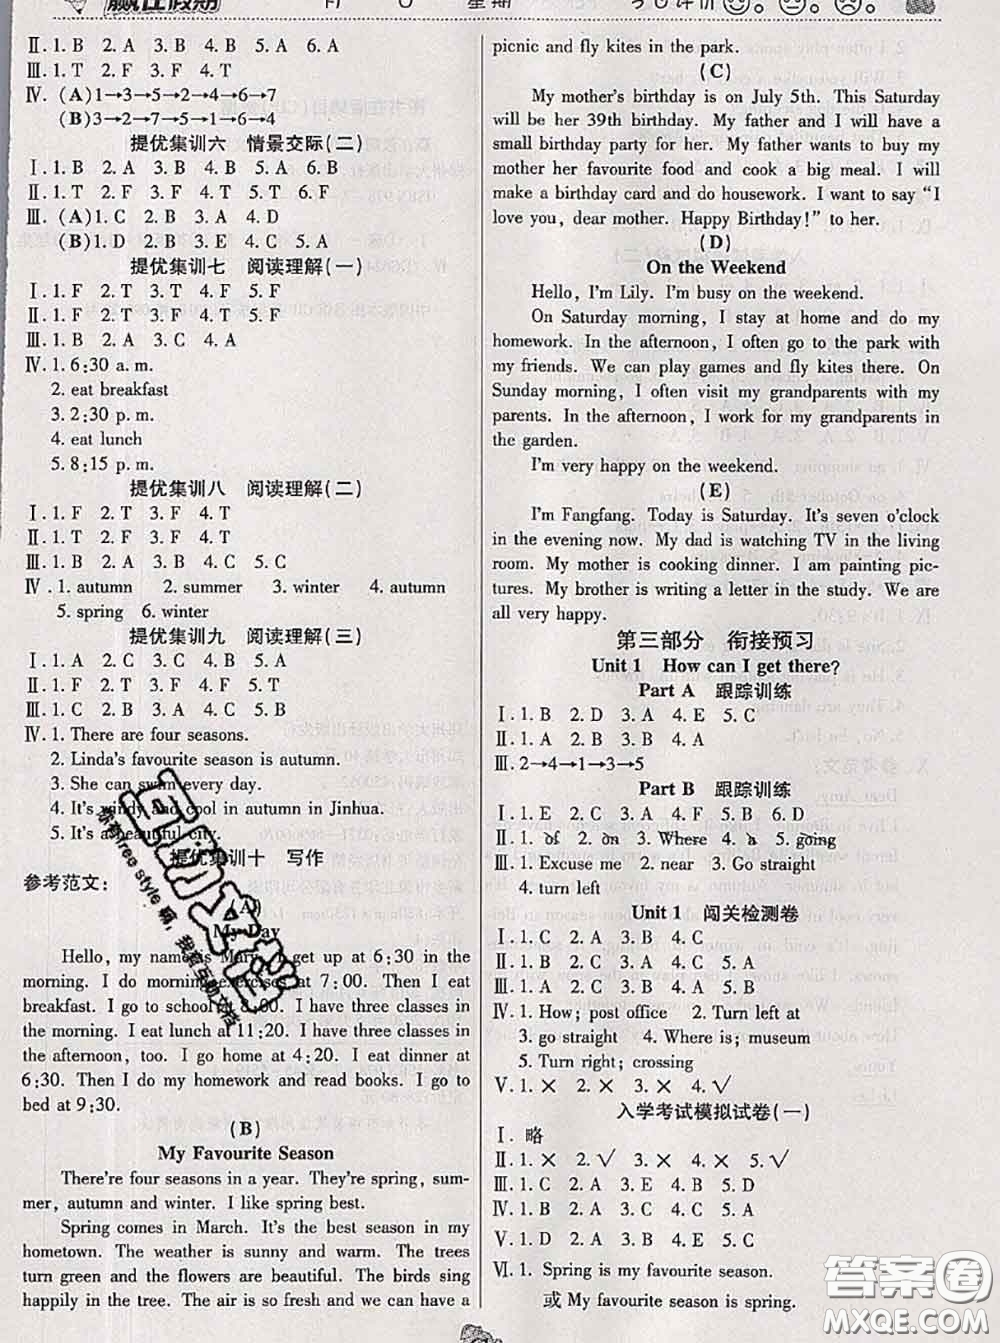 赢在假期 月 日 星期 今日评价
Ⅱ. 1. B 2. A 3. B 4. B 5. A 6. A
Ⅲ. 1. T 2. F 3. F 4. T
Ⅳ. (A)1→3→5→2→4→6→7
(B)3→7→2→5→1→6→4
提优集训六 情景交际(二)
Ⅰ. 1. B 2. B 3. A 4. B 5. A
Ⅱ. 1. T 2. F 3. F 4. T 5. T 6. F
Ⅲ. (A)1. C 2. B 3. A 4. D
(B)1. D 2. B 3. E 4. C 5. A
提优集训七 阅读理解(一)
Ⅰ. 1. F 2. T 3. F 4. T 5. F
Ⅱ. 1. F 2. T 3. F 4. T 5. F
Ⅲ. 1. B 2. A 3. B 4. C 5. A
Ⅳ. 1. 6:30 a. m.
2. eat breakfast
3. 2:30 p. m.
4. eat lunch
5. 8:15 p. m.
提优集训八 阅读理解(二)
Ⅰ. 1. F 2. T 3. F 4. T
Ⅱ. 1. T 2. F 3. F 4. T
Ⅲ. 1. B 2. A 3. B 4. A 5. C
Ⅳ. 1. autumn 2. summer 3. winter 4. autumn
5. spring 6. winter
提优集训九 阅读理解(三)
Ⅰ. 1. B 2. A 3. A 4. C 5. A
Ⅱ. 1. F 2. T 3. T 4. F 5. T
Ⅲ. 1. C 2. B 3. C 4. A 5. A
Ⅳ. 1. There are four seasons.
2. Linda's favourite season is autumn.
3. She can swim every day.
4. It's windy and cool in autumn in Jinhua.
5. It's a beautiful city.
提优集训十 写作
参考范文:
(A)
My Day
Hello, my name is Mary. I get up at 6:30 in the
morning. I do morning exercises at 7:00. Then I eat
breakfast. I go to school at 8:00. I have three classes in
the morning. I eat lunch at 11:20. I have three classes in
the afternoon, too. I go home at 4:20. I eat dinner at
6:30. Then I do my homework and read books. I go to
bed at 9:30.
(B)
My Favourite Season
There're four seasons in a year. They're spring, sum-
mer, autumn and winter. I like spring best.
Spring comes in March. It's the best season in my
hometown. The weather is sunny and warm. The trees
turn green and the flowers are beautiful. The birds sing
happily in the tree. The air is so fresh and we can have a
picnic and fly kites in the park.
(C)
My mother's birthday is on July 5th. This Saturday
will be her 39th birthday. My father and I will have a
small birthday party for her. My father wants to buy my
mother her favourite food and cook a big meal. I will
make a birthday card and do housework. I want to say "I
love you, dear mother. Happy Birthday!" to her.
(D)
On the Weekend
Hello, I'm Lily. I'm busy on the weekend.
On Saturday morning, I stay at home and do my
homework. In the afternoon, I often go to the park with
my friends. We can play games and fly kites there. On
Sunday morning, I often visit my grandparents with my
parents. In the afternoon, I work for my grandparents in
the garden.
I'm very happy on the weekend.
(E)
I'm Fangfang. Today is Saturday. It's seven o'clock
in the evening now. My dad is watching TV in the living
room. My mother is cooking dinner. I am painting pic-
tures. My brother is writing a letter in the study. We are
all very happy.
第三部分 衔接预习
Unit 1 How can I get there?
Part A 跟踪训练
Ⅰ. 1. B 2. D 3. A 4. E 5. C
Ⅱ. 1. A 2. B 3. B 4. A
Ⅲ. 2→4→1→3→5
Part B 跟踪训练
Ⅰ. 1. E 2. C 3. A 4. F 5. B 6. D
Ⅱ. 1. of 2. on 3. Where 4. a 5. going
Ⅲ. 1. Excuse me 2. near 3. Go straight
4. turn left
Unit 1 闯关检测卷
Ⅰ. 1. C 2. A 3. B 4. C
Ⅱ. 1. C 2. A 3. B 4. C 5. A
Ⅲ. 1. A 2. B 3. C 4. A 5. C
Ⅳ. 1. How; post office 2. Turn left at
3. go straight 4. Where is; museum
5. Turn right; crossing
Ⅴ. 1. × 2. × 3. × 4. √
入学考试模拟试卷(一)
Ⅰ. 略
Ⅱ. 1. × 2. × 3. √ 4. × 5. √
Ⅲ. 1. C 2. A 3. D 4. B 5. C
Ⅳ. 1. B 2. C 3. A 4. B 5. A
Ⅴ. 1. C 2. D 3. B 4. E 5. A
Ⅵ. 1. Spring is my favourite season.
或 My favourite season is spring.
答案圈
MXQE.COM